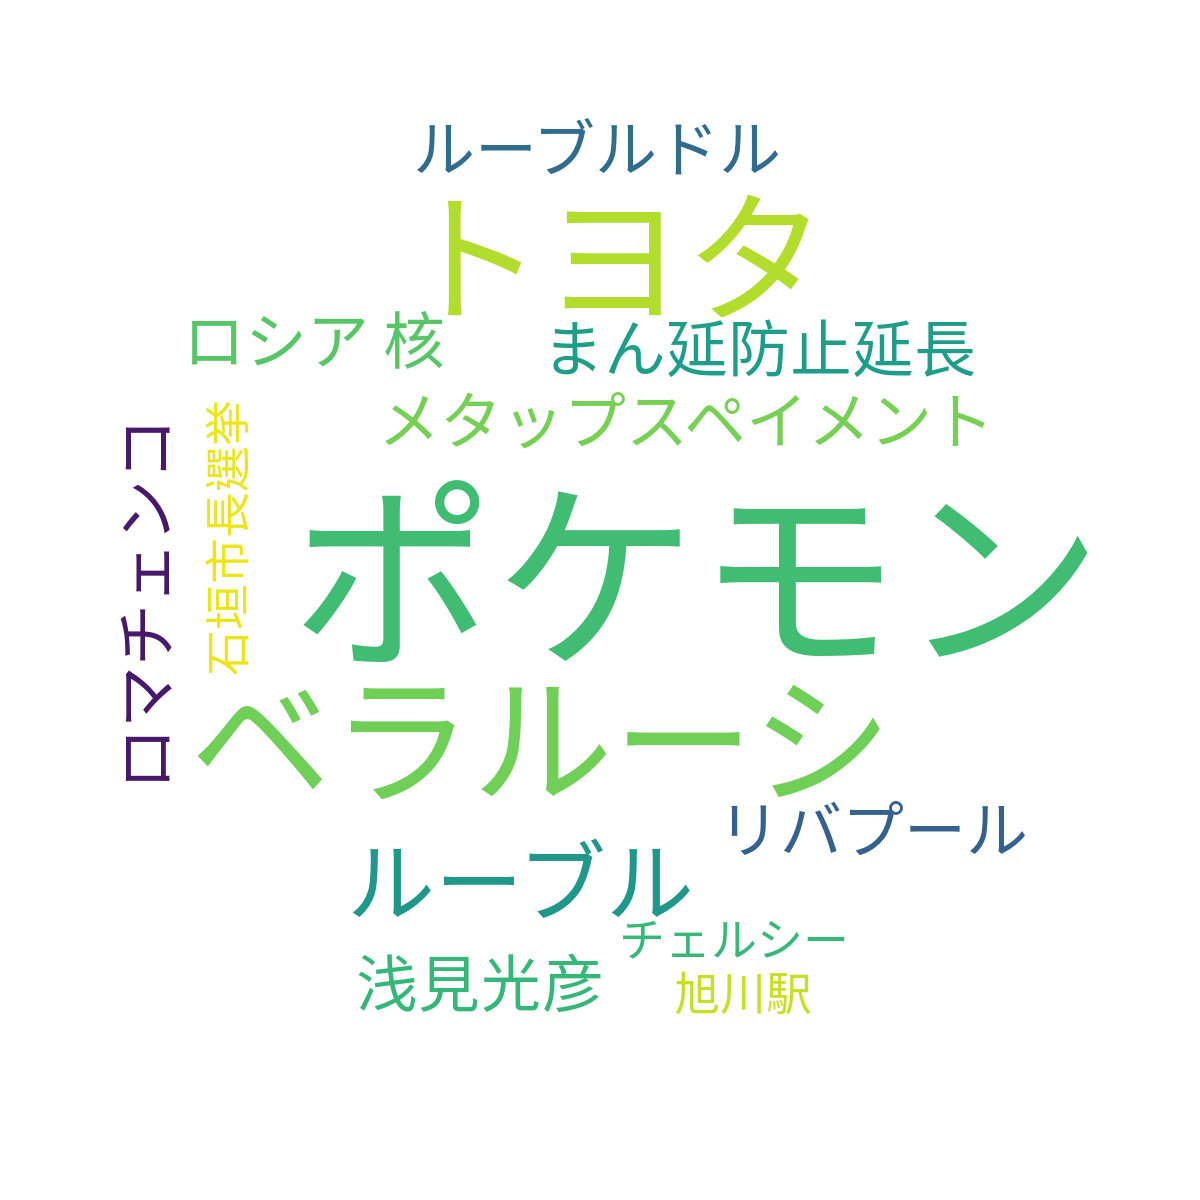 ルーブルドル
トヨタ
ロシア 核
まん延防止延長
メタップスペイメント
ロマチェンコ
石垣市長選挙
ポケモン
ベラルーシ
リバプール
ルーブル
チェルシー
浅見光彦
旭川駅